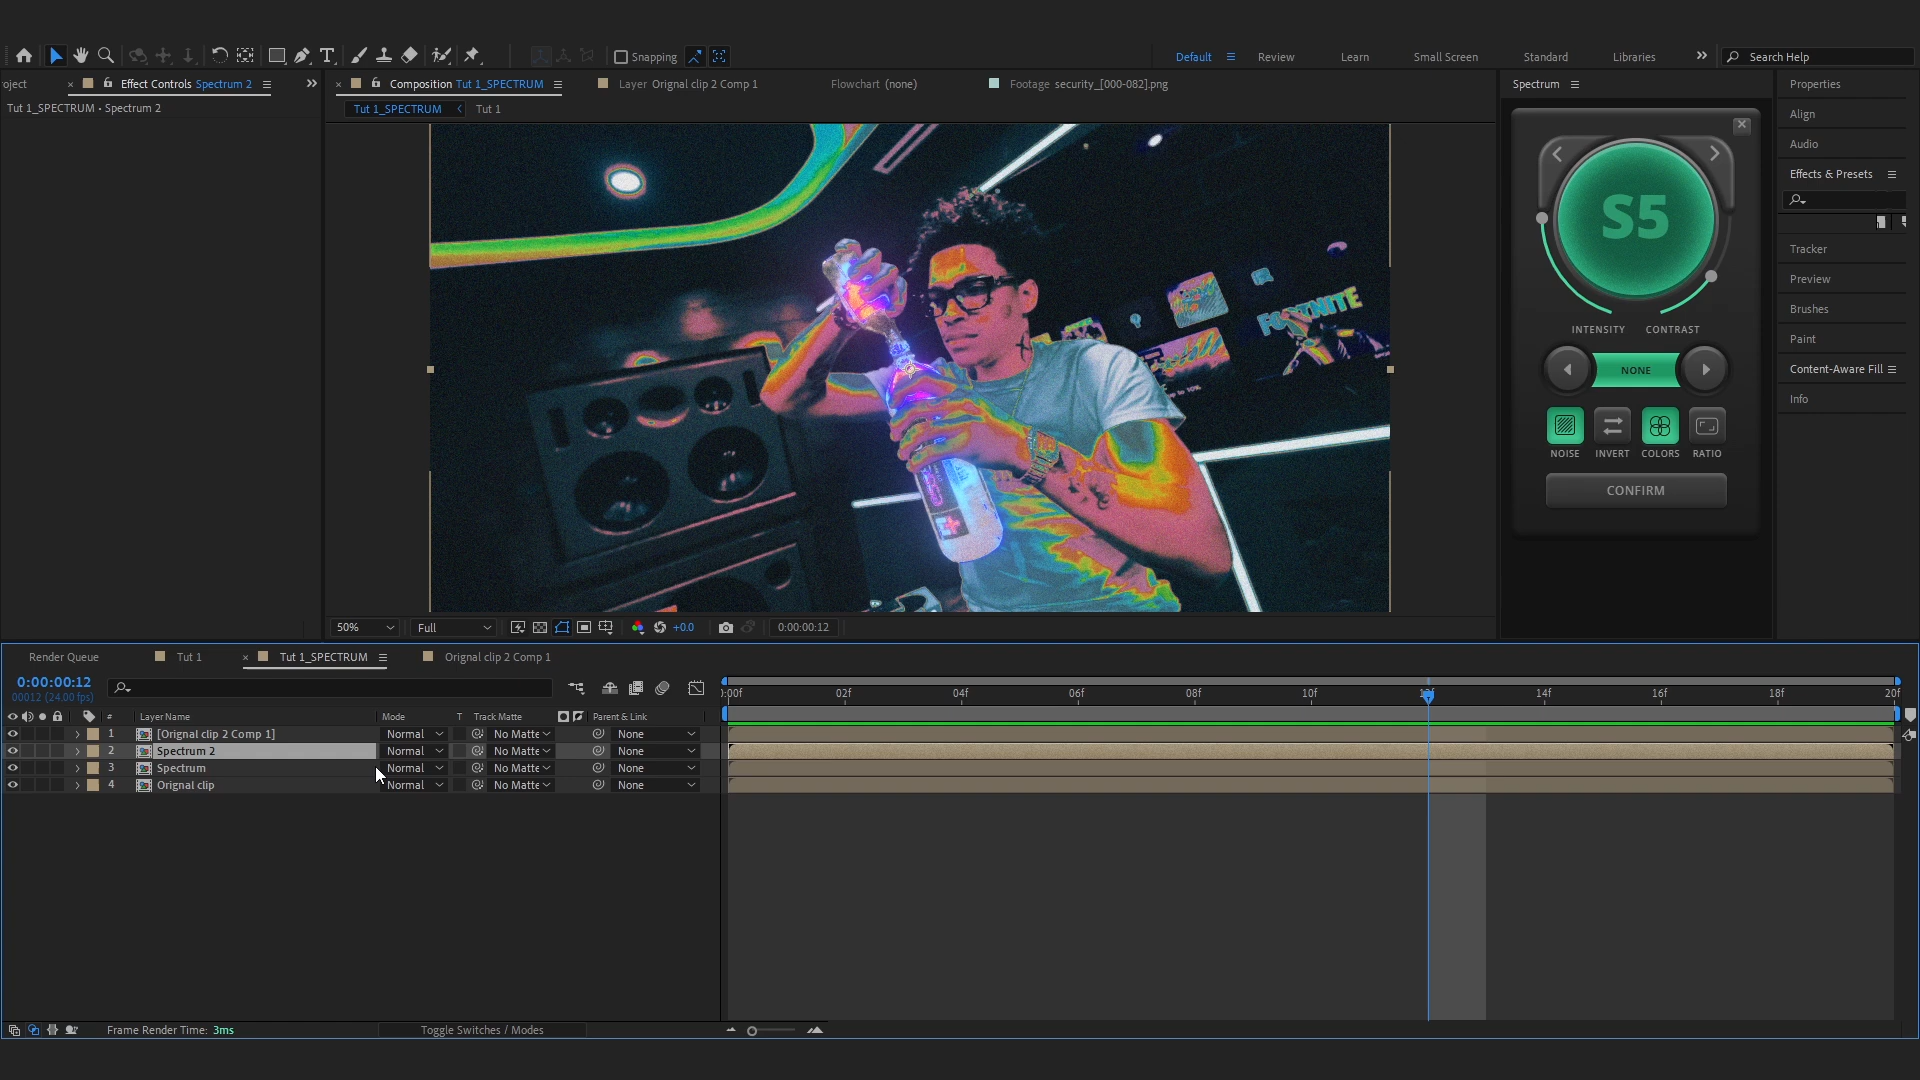 Snapping
Default
Review
Learn
Small Screen
Standard
Libraries
Search Help
oject
Effect Controls Spectrum 2
Composition Tut 1_SPECTRUM
Layer Orignal clip 2 Comp 1
Flowchart (none)
Footage security_[000-082].png
Spectrum
Properties
Tut 1_SPECTRUM • Spectrum 2
Tut 1_SPECTRUM
Tut 1
Align
Audio
Effects & Presets
Tracker
Preview
Brushes
Paint
Content-Aware Fill
Info
S5
INTENSITY
CONTRAST
NONE
NOISE
INVERT
COLORS
RATIO
CONFIRM
FORTNITE
50%
Full
+0.0
0:00:00:12
Render Queue
Tut 1
Tut 1_SPECTRUM
Orignal clip 2 Comp 1
0:00:00:12
00012 (24.00 fps)
):00f
02f
04f
06f
08f
10f
14f
16f
18f
20f
#
Layer Name
Mode
T
Track Matte
Parent & Link
1 [Orignal clip 2 Comp 1] Normal No Matte None
2 Spectrum 2 Normal No Matte None
3 Spectrum Normal No Matte None
4 Orignal clip Normal No Matte None
Frame Render Time: 3ms
Toggle Switches / Modes